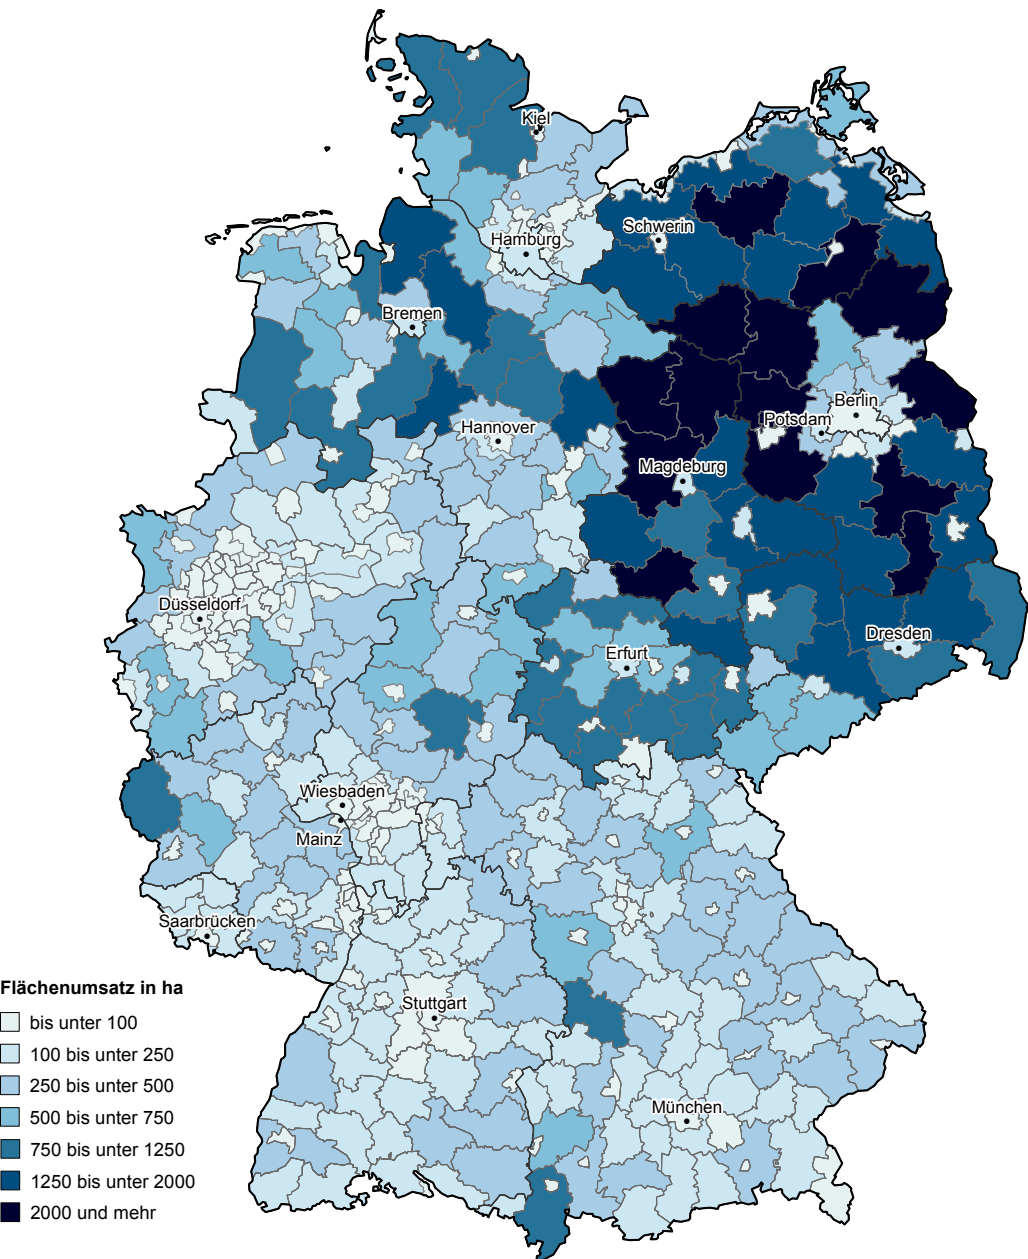 Kiel
Schwerin
Hamburg
Bremen
Berlin
Potsdam
Hannover
Magdeburg
Düsseldorf
Dresden
Erfurt
Wiesbaden
Mainz
Saarbrücken
Flächenumsatz in ha
Stuttgart
bis unter 100
100 bis unter 250
250 bis unter 500
München
500 bis unter 750
750 bis unter 1250
1250 bis unter 2000
2000 und mehr